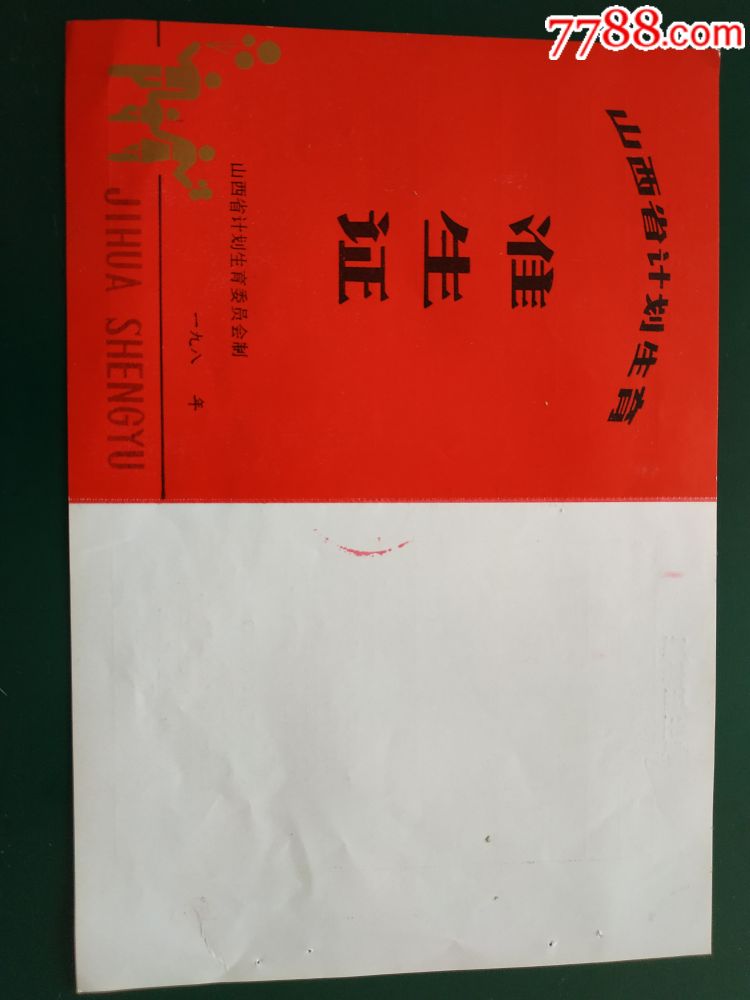 7788.com
山西省计划生育
准生证
山西省计划生育委员会制
一九八 年
JIHUA SHENGYU